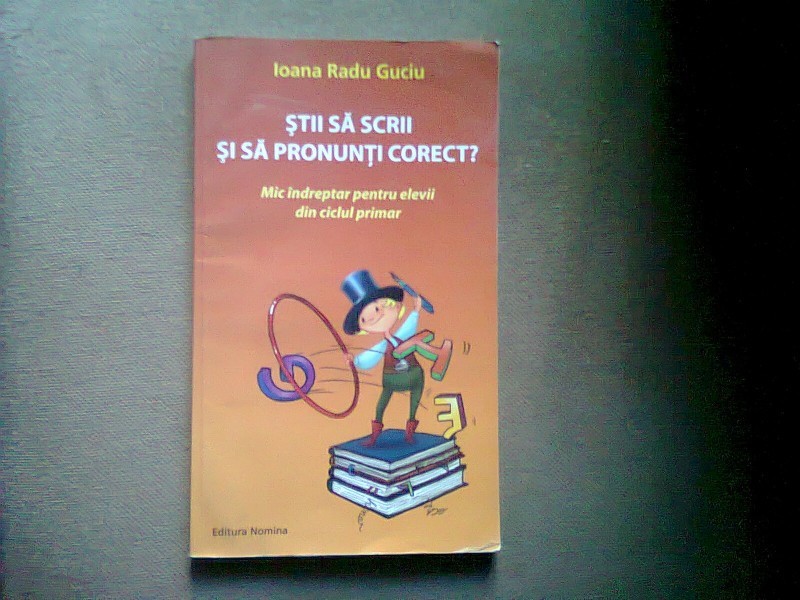 Ioana Radu Guciu
ŞTII SĂ SCRII
ŞI SĂ PRONUNŢI CORECT?
Mic îndreptar pentru elevii
din ciclul primar
Editura Nomina